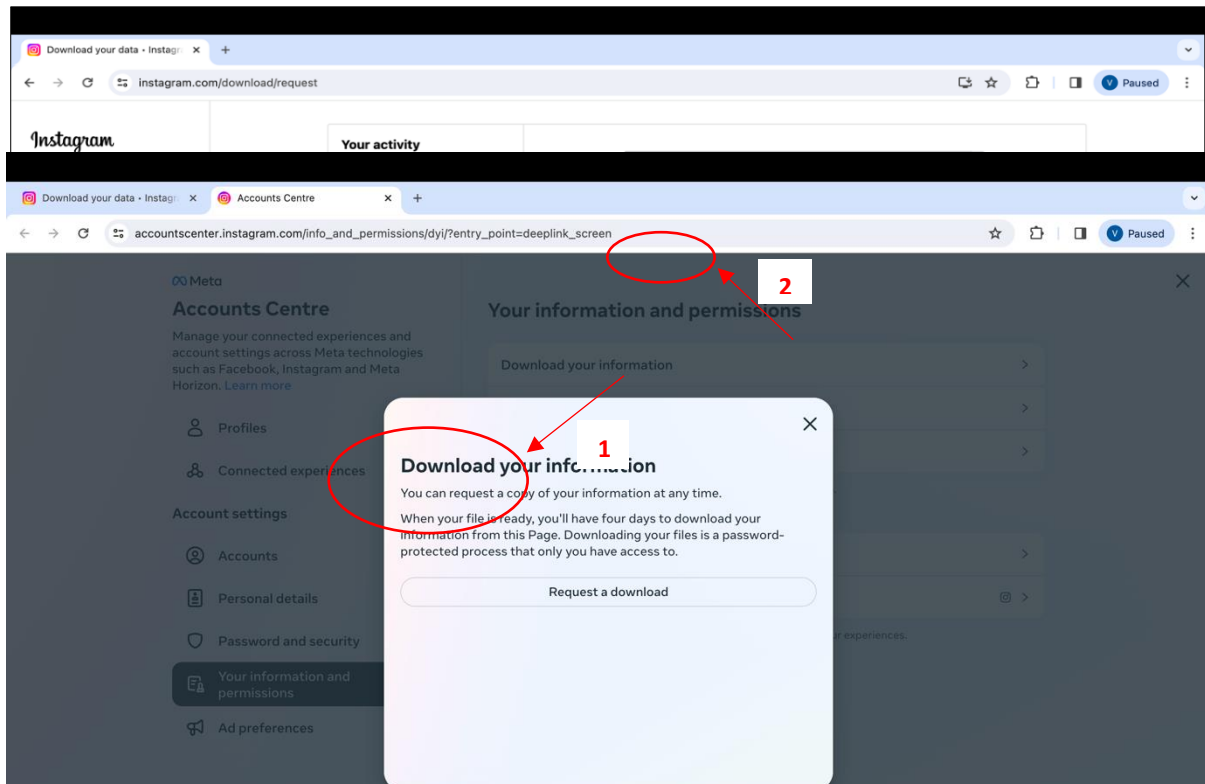 Download your data • Instagr
instagram.com/download/request
V Paused
Instagram
Your activity
Download your data • Instagr
Accounts Centre
accountscenter.instagram.com/info_and_permissions/dyi/?entry_point=deeplink_screen
V Paused
Meta
Accounts Centre
Manage your connected experiences and
account settings across Meta technologies
such as Facebook, Instagram and Meta
Horizon. Learn more
Profiles
Connected experiences
Account settings
Accounts
Personal details
Password and security
Your information and
permissions
Ad preferences
2
Your information and permissions
Download your information
1
Download your information
You can request a copy of your information at any time.
When your file is ready, you'll have four days to download your
information from this Page. Downloading your files is a password-
protected process that only you have access to.
Request a download
experiences.